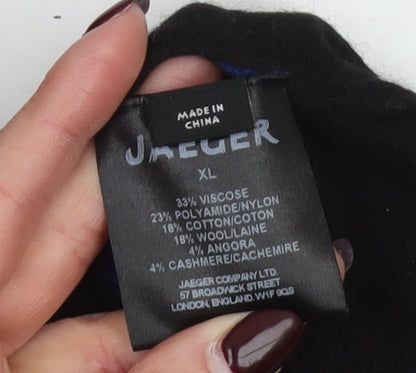 MADE IN
CHINA
JAEGER
XL
33% VISCOSE
23% POLYAMIDE/NYLON
18% COTTON/COTON
18% WOOL/LAINE
4% ANGORA
4% CASHMERE/CACHEMIRE
JAEGER COMPANY LTD.
57 BROADWICK STREET
LONDON, ENGLAND. W1F 9QS